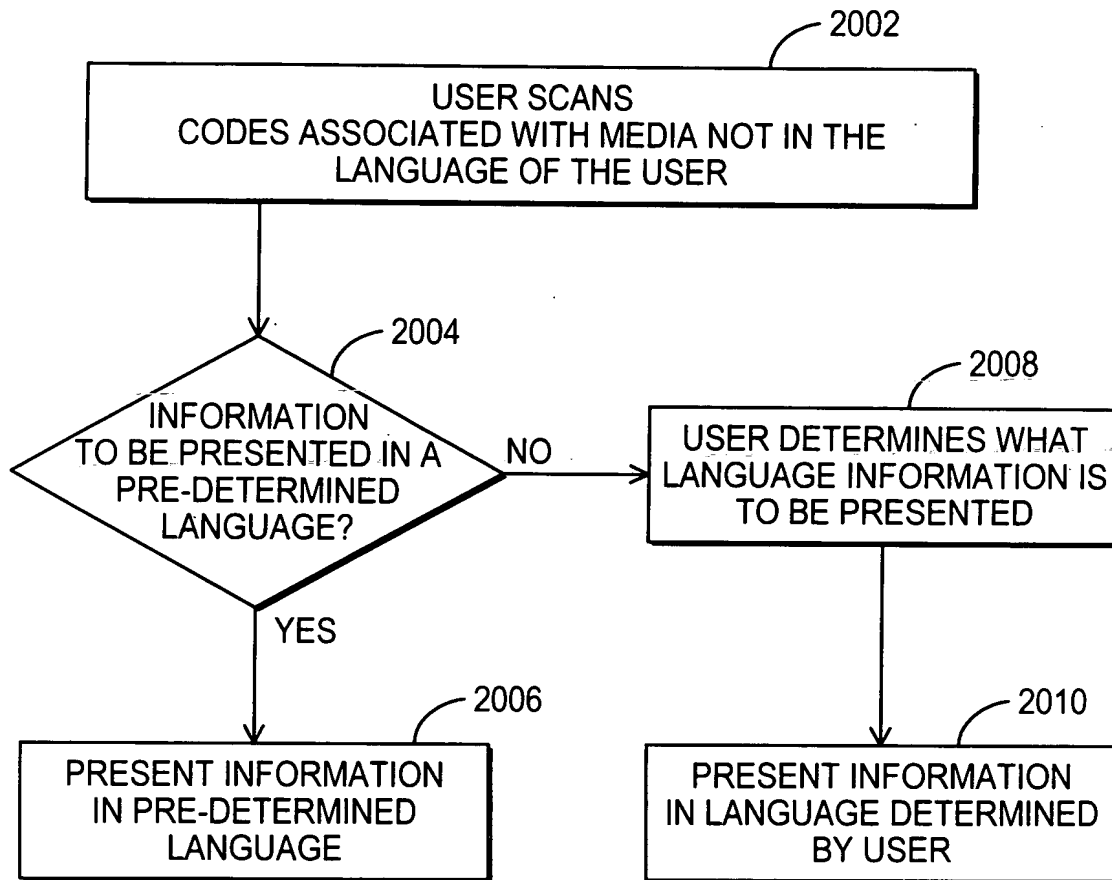 2002
USER SCANS
CODES ASSOCIATED WITH MEDIA NOT IN THE
LANGUAGE OF THE USER
2004
INFORMATION
TO BE PRESENTED IN A
PRE-DETERMINED
LANGUAGE?
NO
2008
USER DETERMINES WHAT
LANGUAGE INFORMATION IS
TO BE PRESENTED
YES
2006
PRESENT INFORMATION
IN PRE-DETERMINED
LANGUAGE
2010
PRESENT INFORMATION
IN LANGUAGE DETERMINED
BY USER